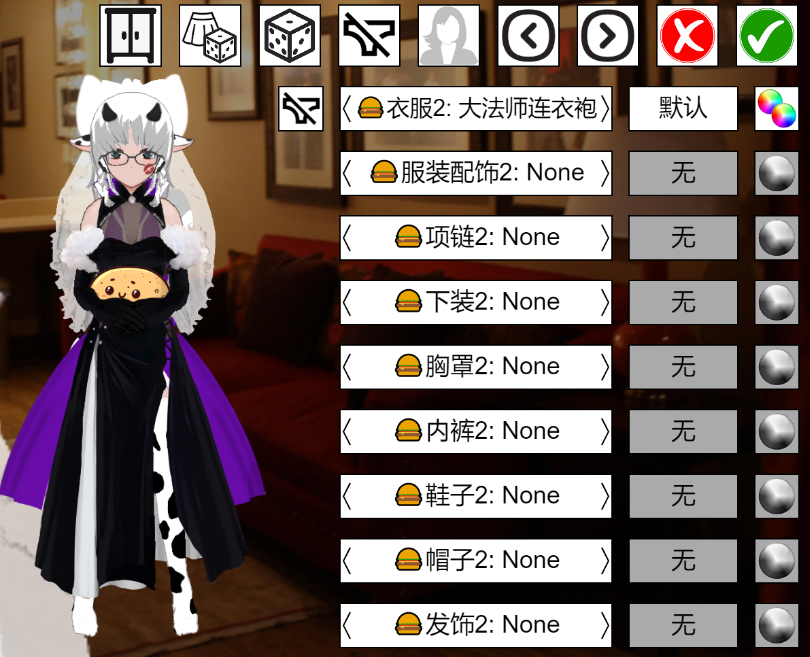 衣服2: 大法师连衣袍 默认
服装配饰2: None 无
项链2: None 无
下装2: None 无
胸罩2: None 无
内裤2: None 无
鞋子2: None 无
帽子2: None 无
发饰2: None 无